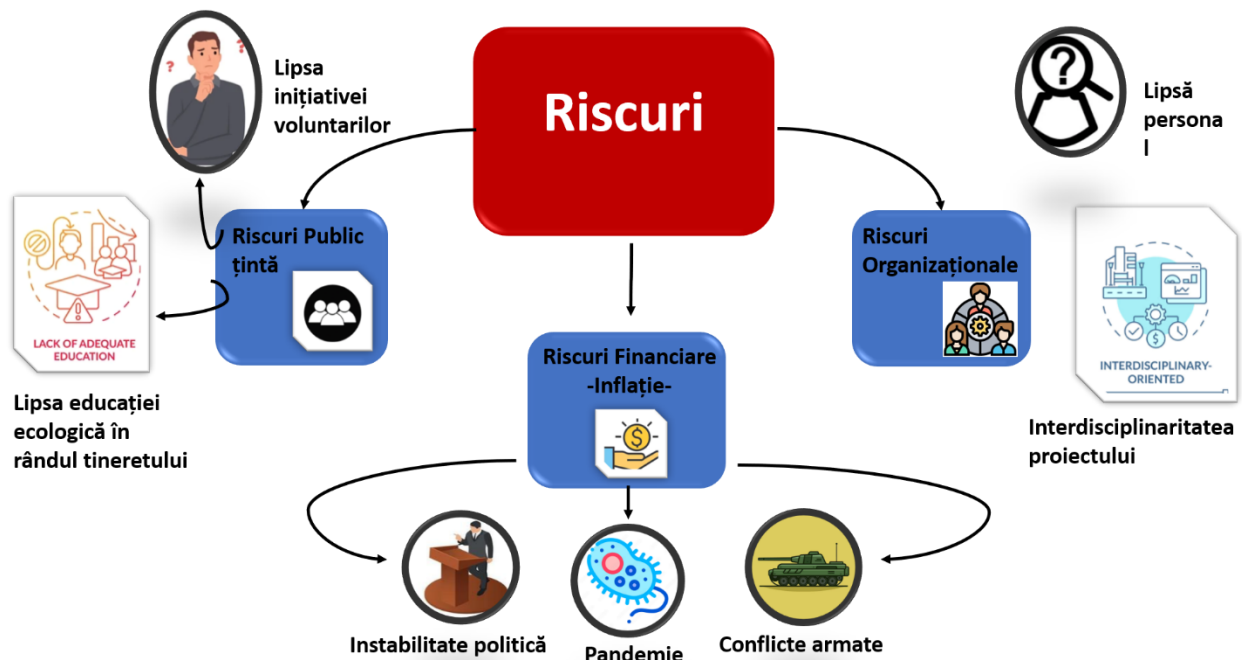 Riscuri
Lipsa
inițiativei
voluntarilor
Lipsă
persona
l
Riscuri Public
țintă
Riscuri
Organizaționale
LACK OF ADEQUATE
EDUCATION
Lipsa educației
ecologică în
rândul tineretului
Riscuri Financiare
-Inflație-
INTERDISCIPLINARY-
ORIENTED
Interdisciplinaritatea
proiectului
Instabilitate politică
Pandemie
Conflicte armate